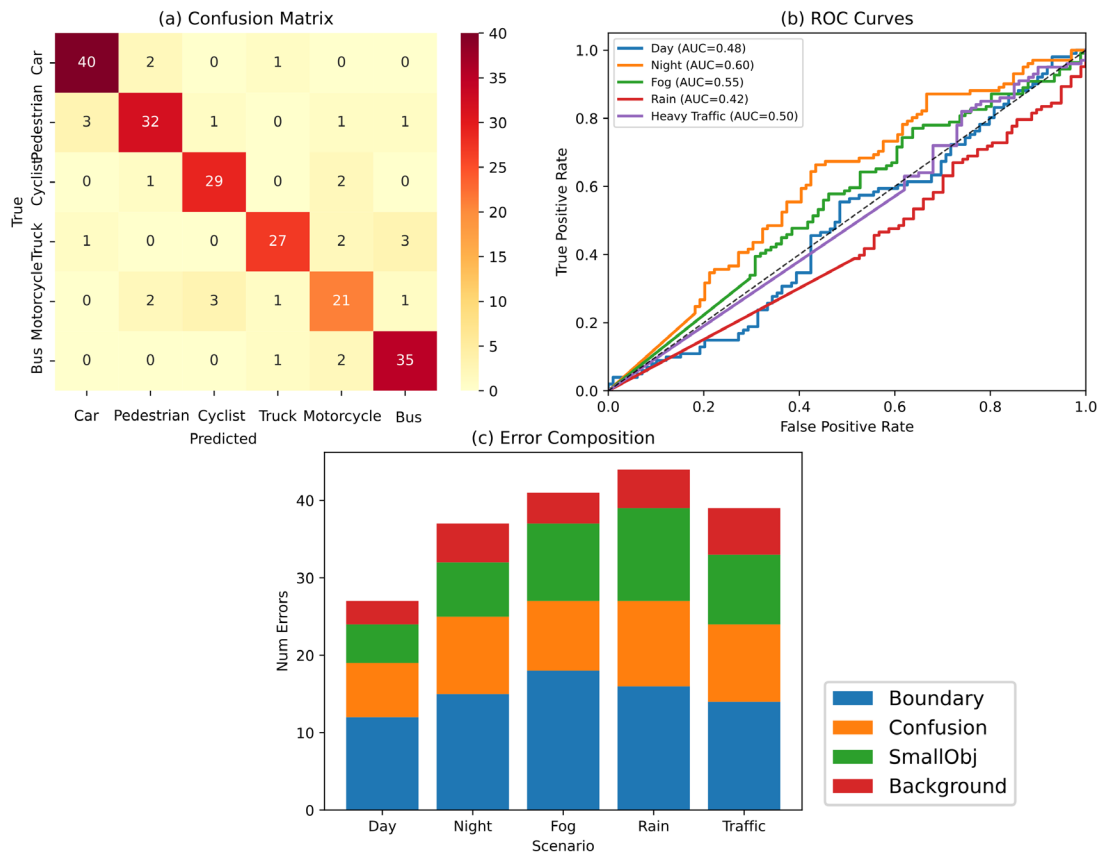 (a) Confusion Matrix
True
Car
Pedestrian
Cyclist
Truck
Motorcycle
Bus
40 2 0 1 0 0
3 32 1 0 1 1
0 1 29 0 2 0
1 0 0 27 2 3
0 2 3 1 21 1
0 0 0 1 2 35
Car Pedestrian Cyclist Truck Motorcycle Bus
Predicted
40
35
30
25
20
15
10
5
0
(b) ROC Curves
Day (AUC=0.48)
Night (AUC=0.60)
Fog (AUC=0.55)
Rain (AUC=0.42)
Heavy Traffic (AUC=0.50)
True Positive Rate
1.0
0.8
0.6
0.4
0.2
0.0
0.0 0.2 0.4 0.6 0.8 1.0
False Positive Rate
(c) Error Composition
Num Errors
40
30
20
10
0
Day Night Fog Rain Traffic
Scenario
Boundary
Confusion
SmallObj
Background